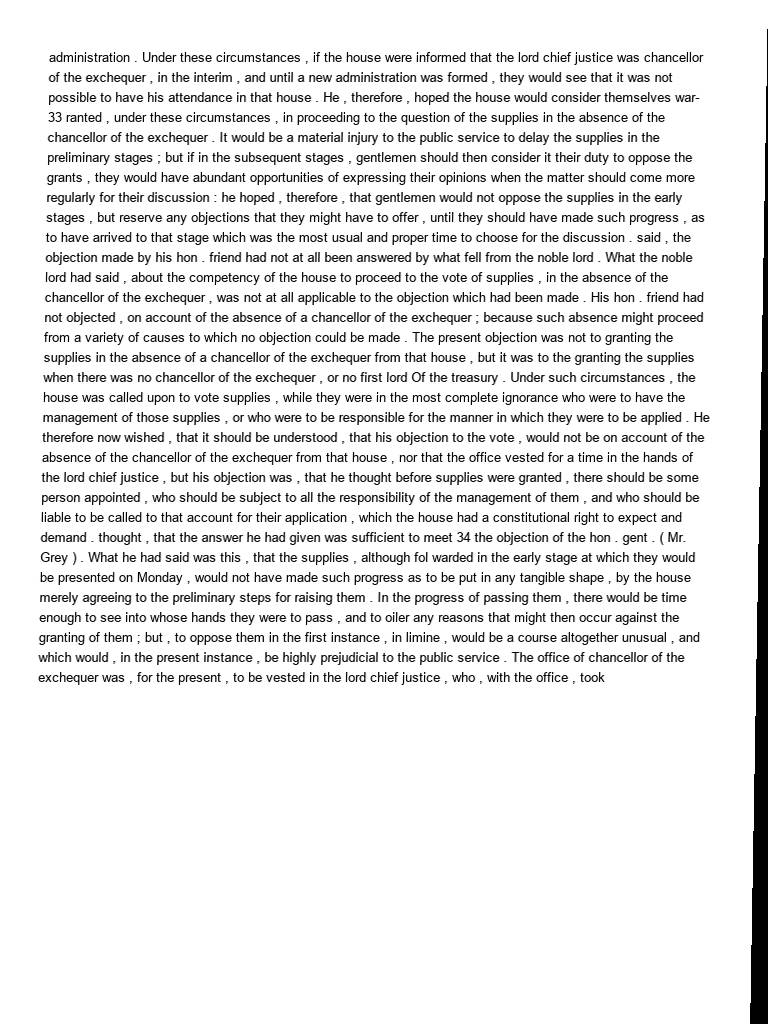 administration . Under these circumstances , if the house were informed that the lord chief justice was chancellor
of the exchequer , in the interim , and until a new administration was formed , they would see that it was not
possible to have his attendance in that house . He , therefore , hoped the house would consider themselves war-
33 ranted , under these circumstances , in proceeding to the question of the supplies in the absence of the
chancellor of the exchequer . It would be a material injury to the public service to delay the supplies in the
preliminary stages ; but if in the subsequent stages , gentlemen should then consider it their duty to oppose the
grants , they would have abundant opportunities of expressing their opinions when the matter should come more
regularly for their discussion : he hoped , therefore , that gentlemen would not oppose the supplies in the early
stages , but reserve any objections that they might have to offer , until they should have made such progress , as
to have arrived to that stage which was the most usual and proper time to choose for the discussion . said , the
objection made by his hon . friend had not at all been answered by what fell from the noble lord . What the noble
lord had said , about the competency of the house to proceed to the vote of supplies , in the absence of the
chancellor of the exchequer , was not at all applicable to the objection which had been made . His hon . friend had
not objected , on account of the absence of a chancellor of the exchequer ; because such absence might proceed
from a variety of causes to which no objection could be made . The present objection was not to granting the
supplies in the absence of a chancellor of the exchequer from that house , but it was to the granting the supplies
when there was no chancellor of the exchequer , or no first lord Of the treasury . Under such circumstances , the
house was called upon to vote supplies , while they were in the most complete ignorance who were to have the
management of those supplies , or who were to be responsible for the manner in which they were to be applied . He
therefore now wished , that it should be understood , that his objection to the vote , would not be on account of the
absence of the chancellor of the exchequer from that house , nor that the office vested for a time in the hands of
the lord chief justice , but his objection was , that he thought before supplies were granted , there should be some
person appointed , who should be subject to all the responsibility of the management of them , and who should be
liable to be called to that account for their application , which the house had a constitutional right to expect and
demand . thought , that the answer he had given was sufficient to meet 34 the objection of the hon . gent . ( Mr.
Grey ) . What he had said was this , that the supplies , although fol warded in the early stage at which they would
be presented on Monday , would not have made such progress as to be put in any tangible shape , by the house
merely agreeing to the preliminary steps for raising them . In the progress of passing them , there would be time
enough to see into whose hands they were to pass , and to oiler any reasons that might then occur against the
granting of them ; but , to oppose them in the first instance , in limine , would be a course altogether unusual , and
which would , in the present instance , be highly prejudicial to the public service . The office of chancellor of the
exchequer was , for the present , to be vested in the lord chief justice , who , with the office , took